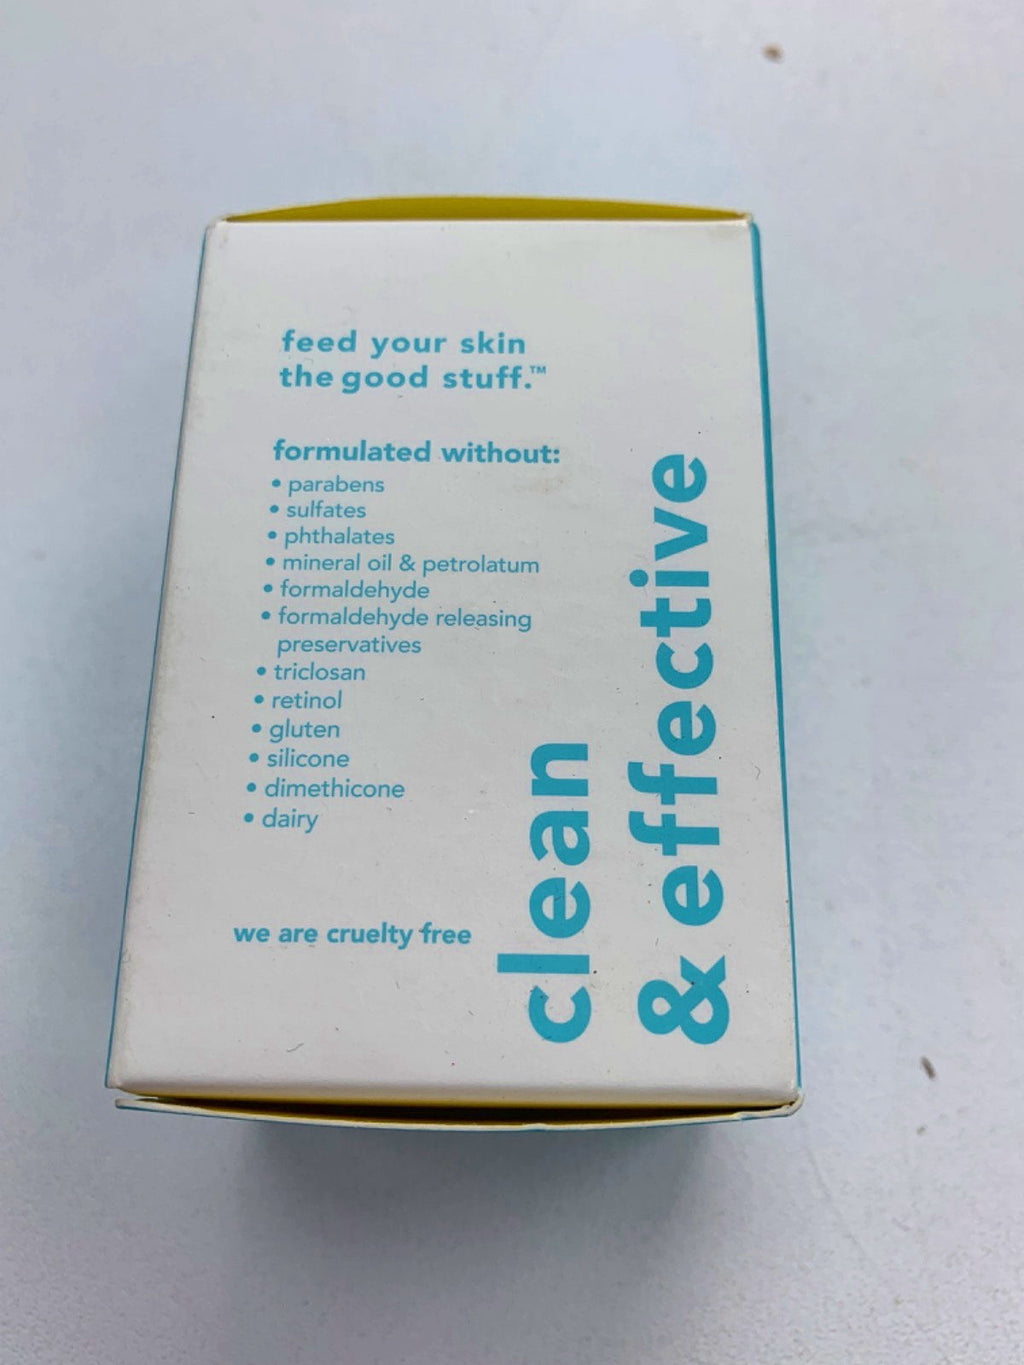 feed your skin
the good stuff.™
formulated without:
• parabens
• sulfates
• phthalates
• mineral oil & petrolatum
• formaldehyde
• formaldehyde releasing
preservatives
• triclosan
• retinol
• gluten
• silicone
• dimethicone
• dairy
we are cruelty free
clean
& effective